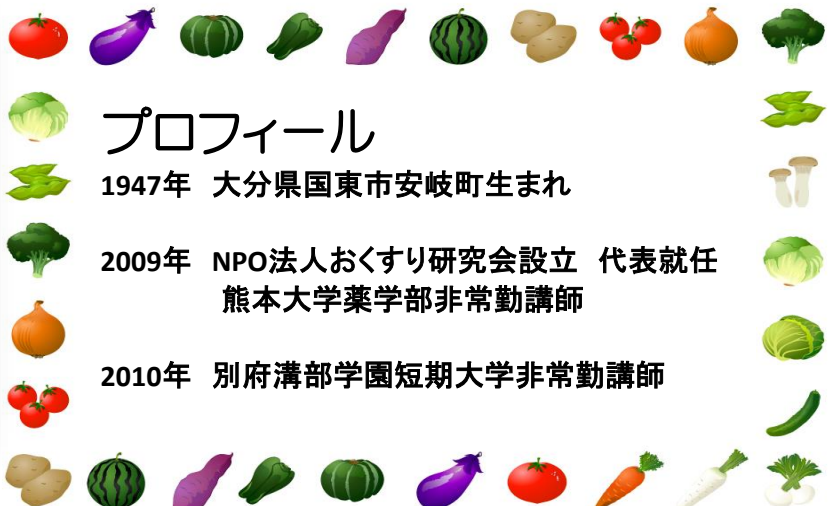 プロフィール
1947年　大分県国東市安岐町生まれ
2009年　NPO法人おくすり研究会設立　代表就任
熊本大学薬学部非常勤講師
2010年　別府溝部学園短期大学非常勤講師